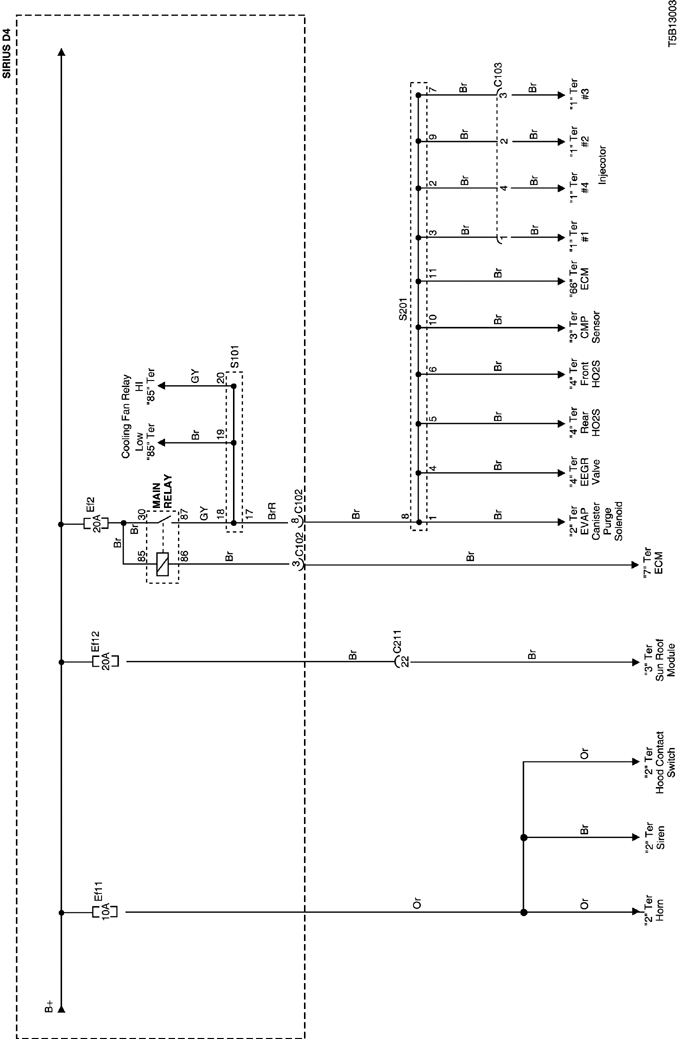 T5B13003
SIRIUS D4
B+
Ef11
10A
Or
Or
Br
Or
"2" Ter
Horn
"2" Ter
Siren
"2" Ter
Hood Contact
Switch
Ef12
20A
Br
C211
22
Br
"3" Ter
Sun Roof
Module
Ef2
20A
Br
Br
30
MAIN
RELAY
85
86
87
Br
GY
18
17
19
20
S101
Br
GY
Cooling Fan Relay
Low
HI
"85" Ter
"85" Ter
BrR
8
C102
3
C102
Br
Br
"7" Ter
ECM
S201
8
1
4
5
6
10
11
3
2
9
7
Br
Br
Br
Br
Br
Br
Br
Br
Br
Br
C103
1
4
2
3
Br
Br
Br
Br
"2" Ter
EVAP
Canister
Purge
Solenoid
"4" Ter
EEGR
Valve
"4" Ter
Rear
HO2S
"4" Ter
Front
HO2S
"3" Ter
CMP
Sensor
"66" Ter
ECM
"1" Ter
#1
"1" Ter
#4
"1" Ter
#2
"1" Ter
#3
Injecotor